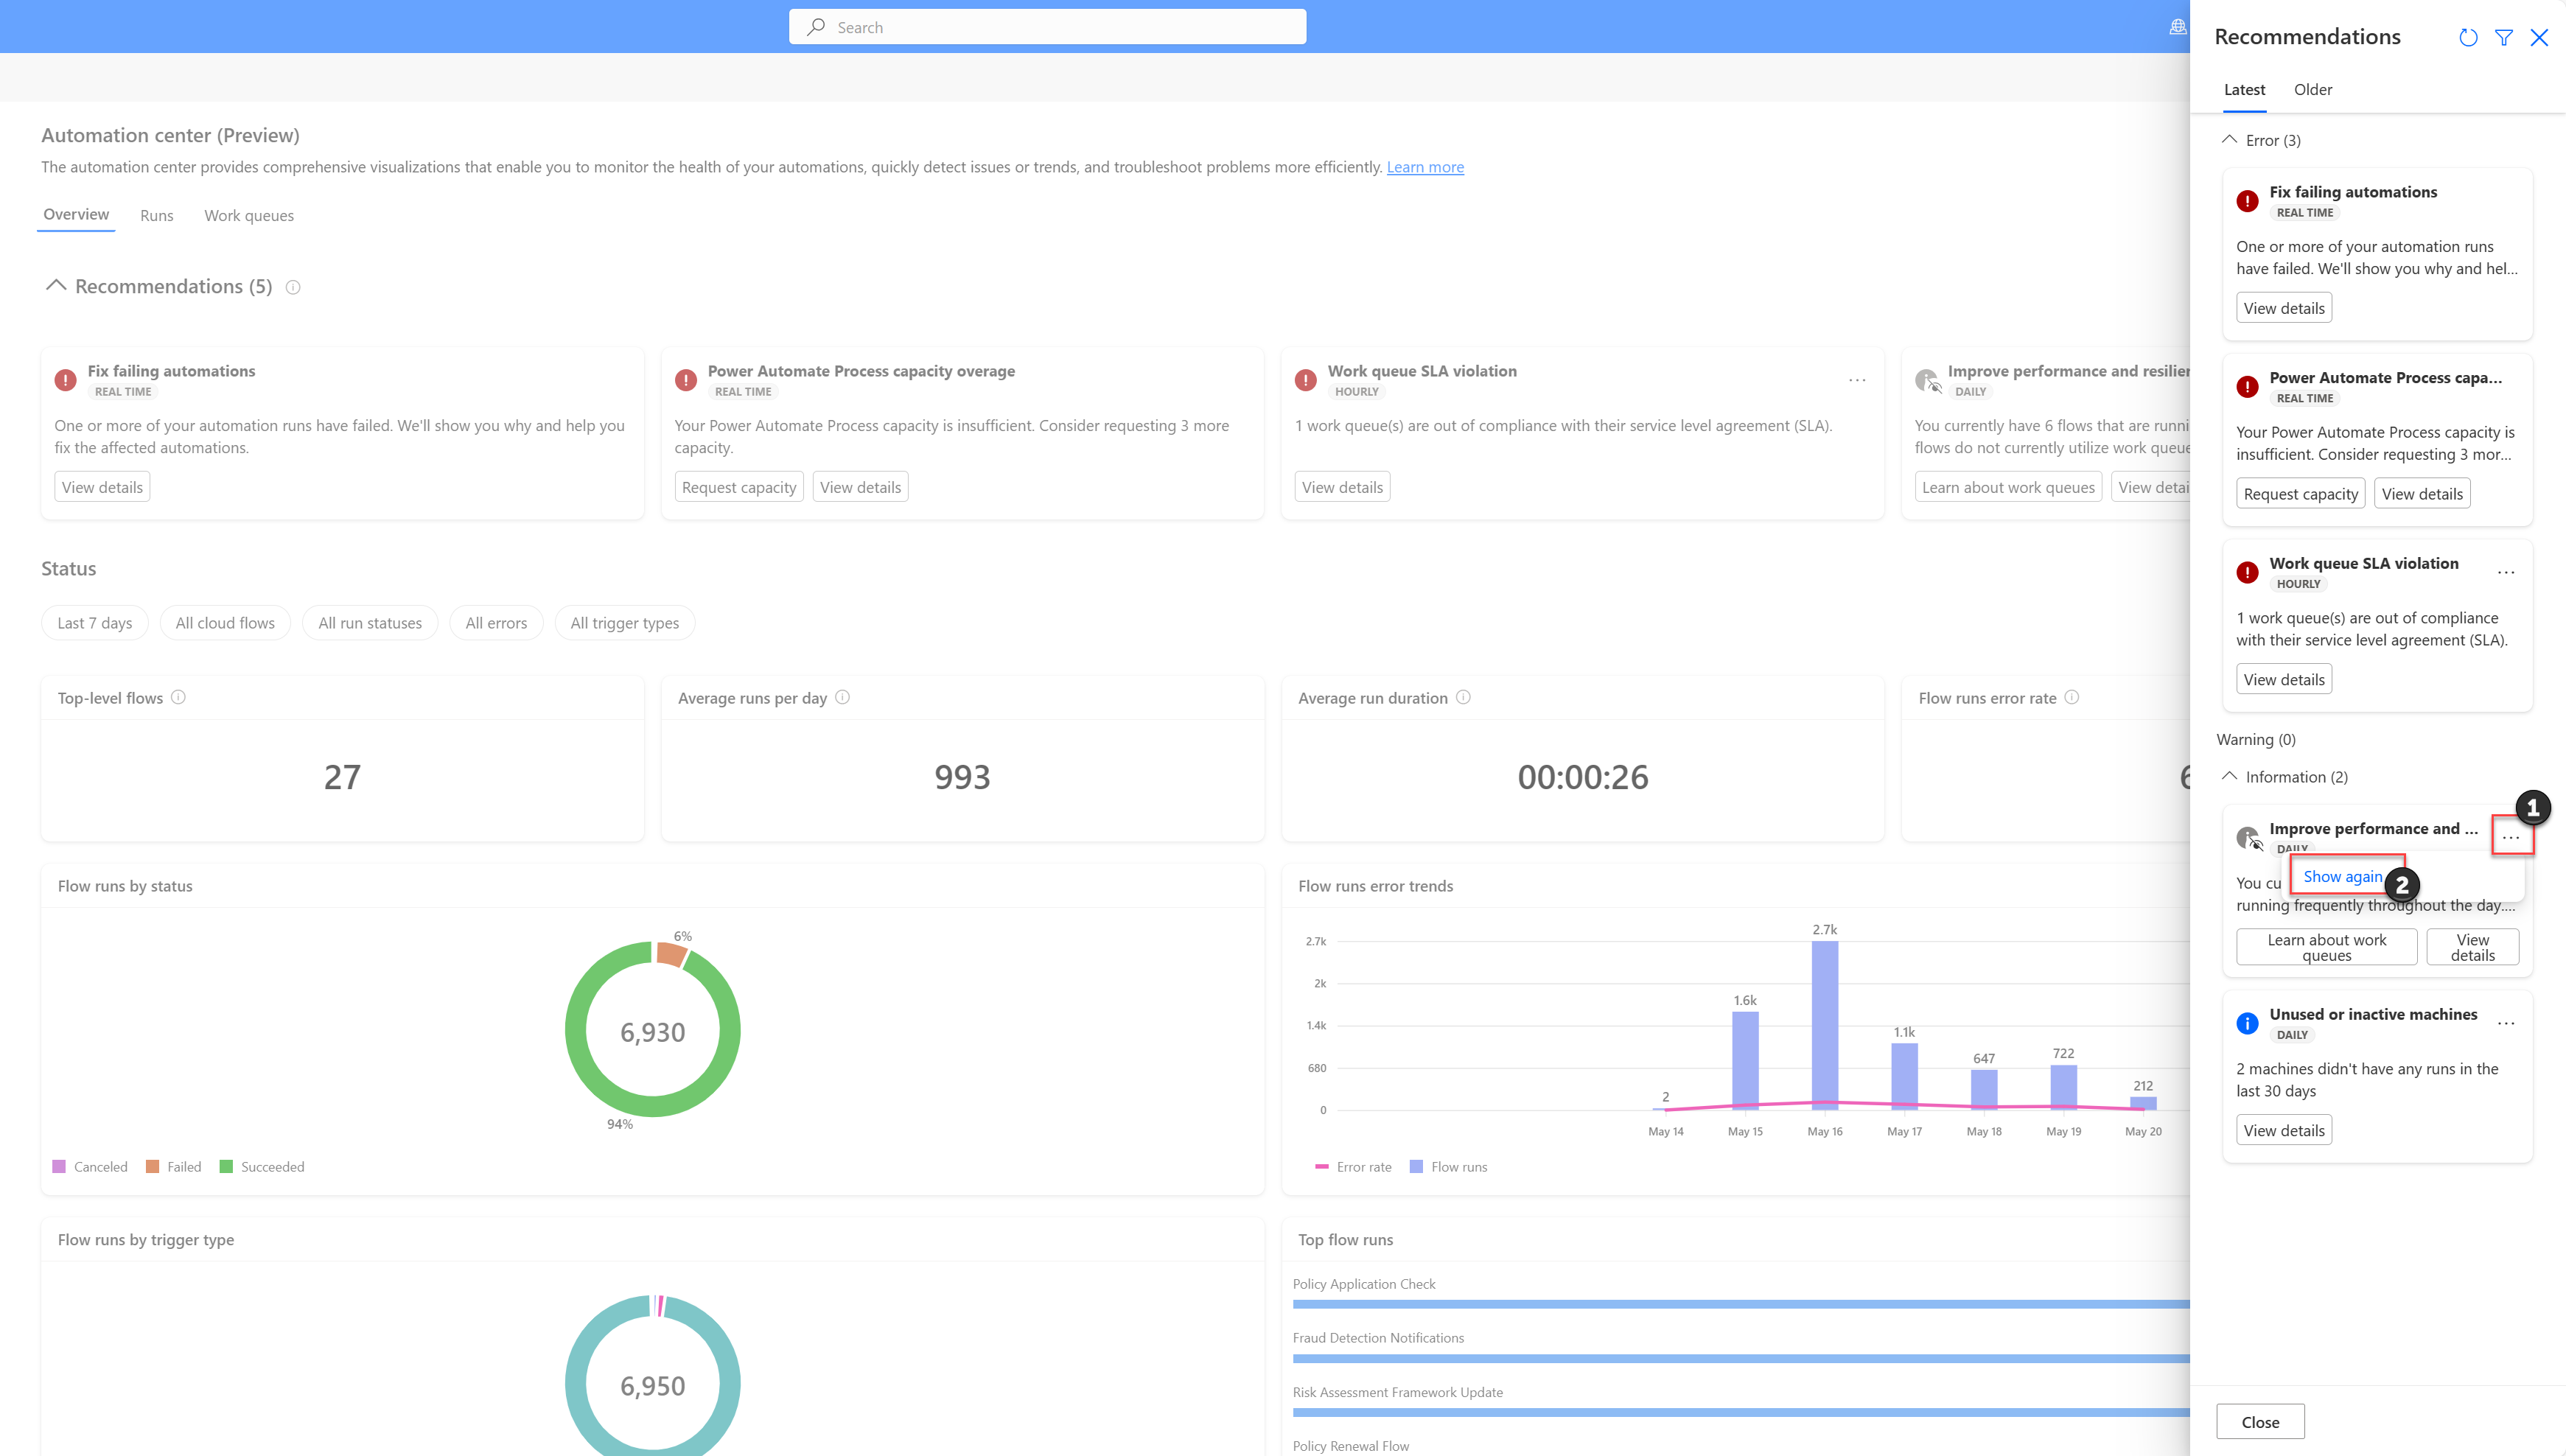 Search
Automation center (Preview)
The automation center provides comprehensive visualizations that enable you to monitor the health of your automations, quickly detect issues or trends, and troubleshoot problems more efficiently. Learn more
Overview
Runs
Work queues
Recommendations (5)
Fix failing automations
REAL TIME
One or more of your automation runs have failed. We'll show you why and help you
fix the affected automations.
View details
Power Automate Process capacity overage
REAL TIME
Your Power Automate Process capacity is insufficient. Consider requesting 3 more
capacity.
Request capacity
View details
Work queue SLA violation
...
HOURLY
1 work queue(s) are out of compliance with their service level agreement (SLA).
View details
Improve performance and resilier
DAILY
You currently have 6 flows that are runni
flows do not currently utilize work queue
Learn about work queues
View detai
Status
Last 7 days
All cloud flows
All run statuses
All errors
All trigger types
Top-level flows
27
Average runs per day
993
Average run duration
00:00:26
Flow runs error rate
Flow runs by status
6%
6,930
94%
Canceled
Failed
Succeeded
Flow runs error trends
2.7k
2k
1.4k
680
0
2
1.6k
2.7k
1.1k
647
722
212
May 14
May 15
May 16
May 17
May 18
May 19
May 20
Error rate
Flow runs
Flow runs by trigger type
6,950
Top flow runs
Policy Application Check
Fraud Detection Notifications
Risk Assessment Framework Update
Policy Renewal Flow
Recommendations
Latest
Older
Error (3)
Fix failing automations
REAL TIME
One or more of your automation runs
have failed. We'll show you why and hel...
View details
Power Automate Process capa...
REAL TIME
Your Power Automate Process capacity is
insufficient. Consider requesting 3 mor...
Request capacity
View details
Work queue SLA violation
...
HOURLY
1 work queue(s) are out of compliance
with their service level agreement (SLA).
View details
Warning (0)
Information (2)
1
Improve performance and ...
...
DAILY
Show again
2
You cu
running frequently throughout the day....
Learn about work
queues
View
details
Unused or inactive machines
...
DAILY
2 machines didn't have any runs in the
last 30 days
View details
Close